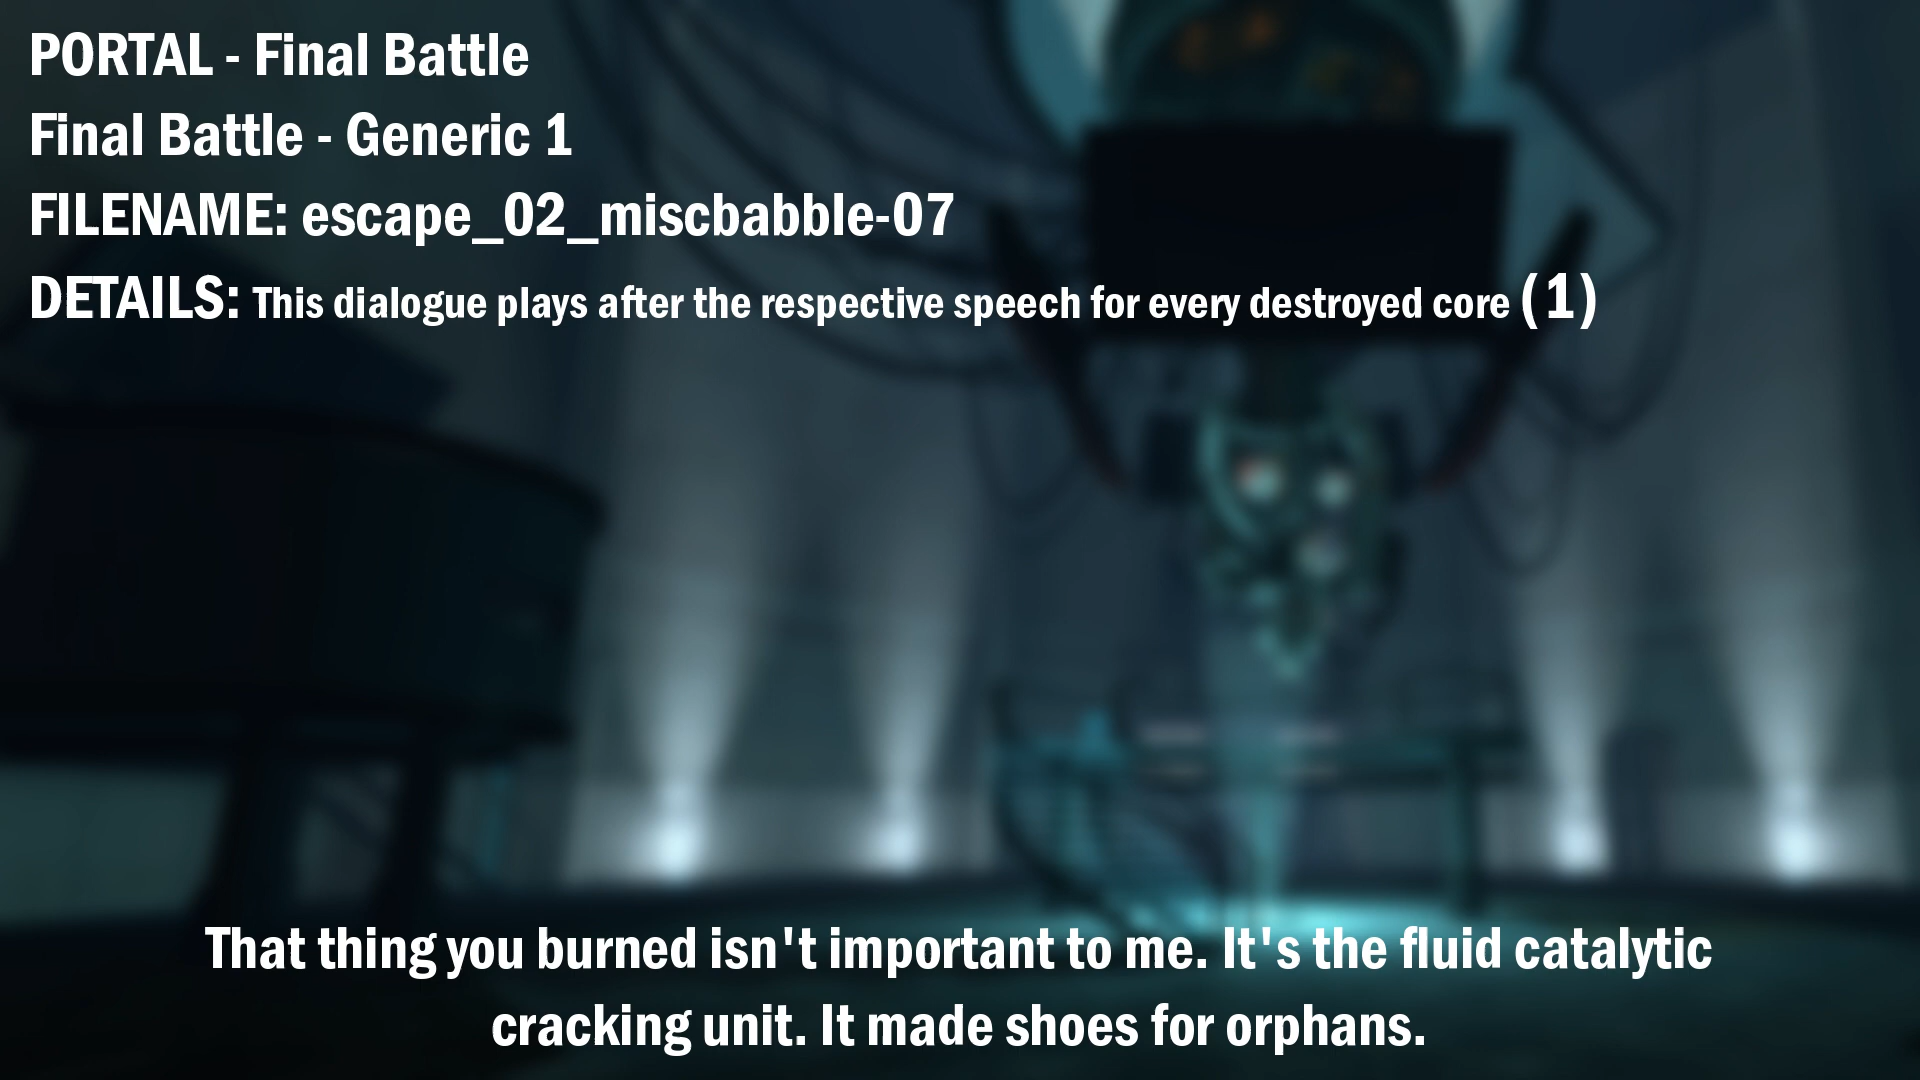 PORTAL - Final Battle
Final Battle - Generic 1
FILENAME: escape_02_miscbabble-07
DETAILS: This dialogue plays after the respective speech for every destroyed core (1)
That thing you burned isn't important to me. It's the fluid catalytic
cracking unit. It made shoes for orphans.